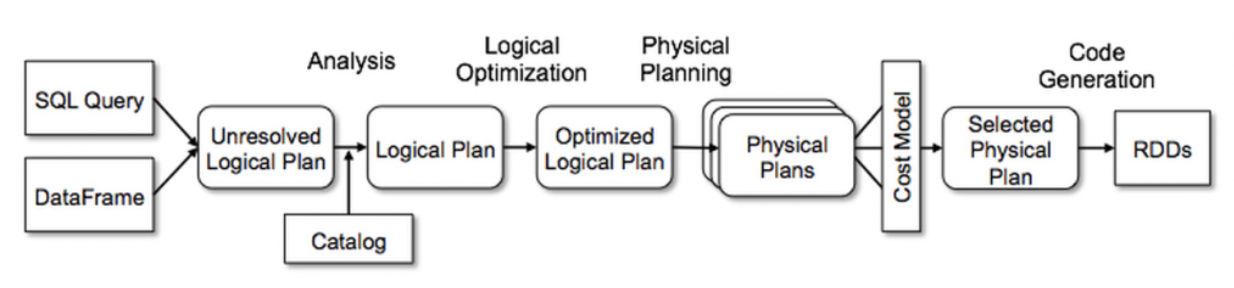 SQL Query
DataFrame
Unresolved
Logical Plan
Analysis
Catalog
Logical Plan
Logical
Optimization
Optimized
Logical Plan
Physical
Planning
Physical
Plans
Cost Model
Selected
Physical
Plan
Code
Generation
RDDs